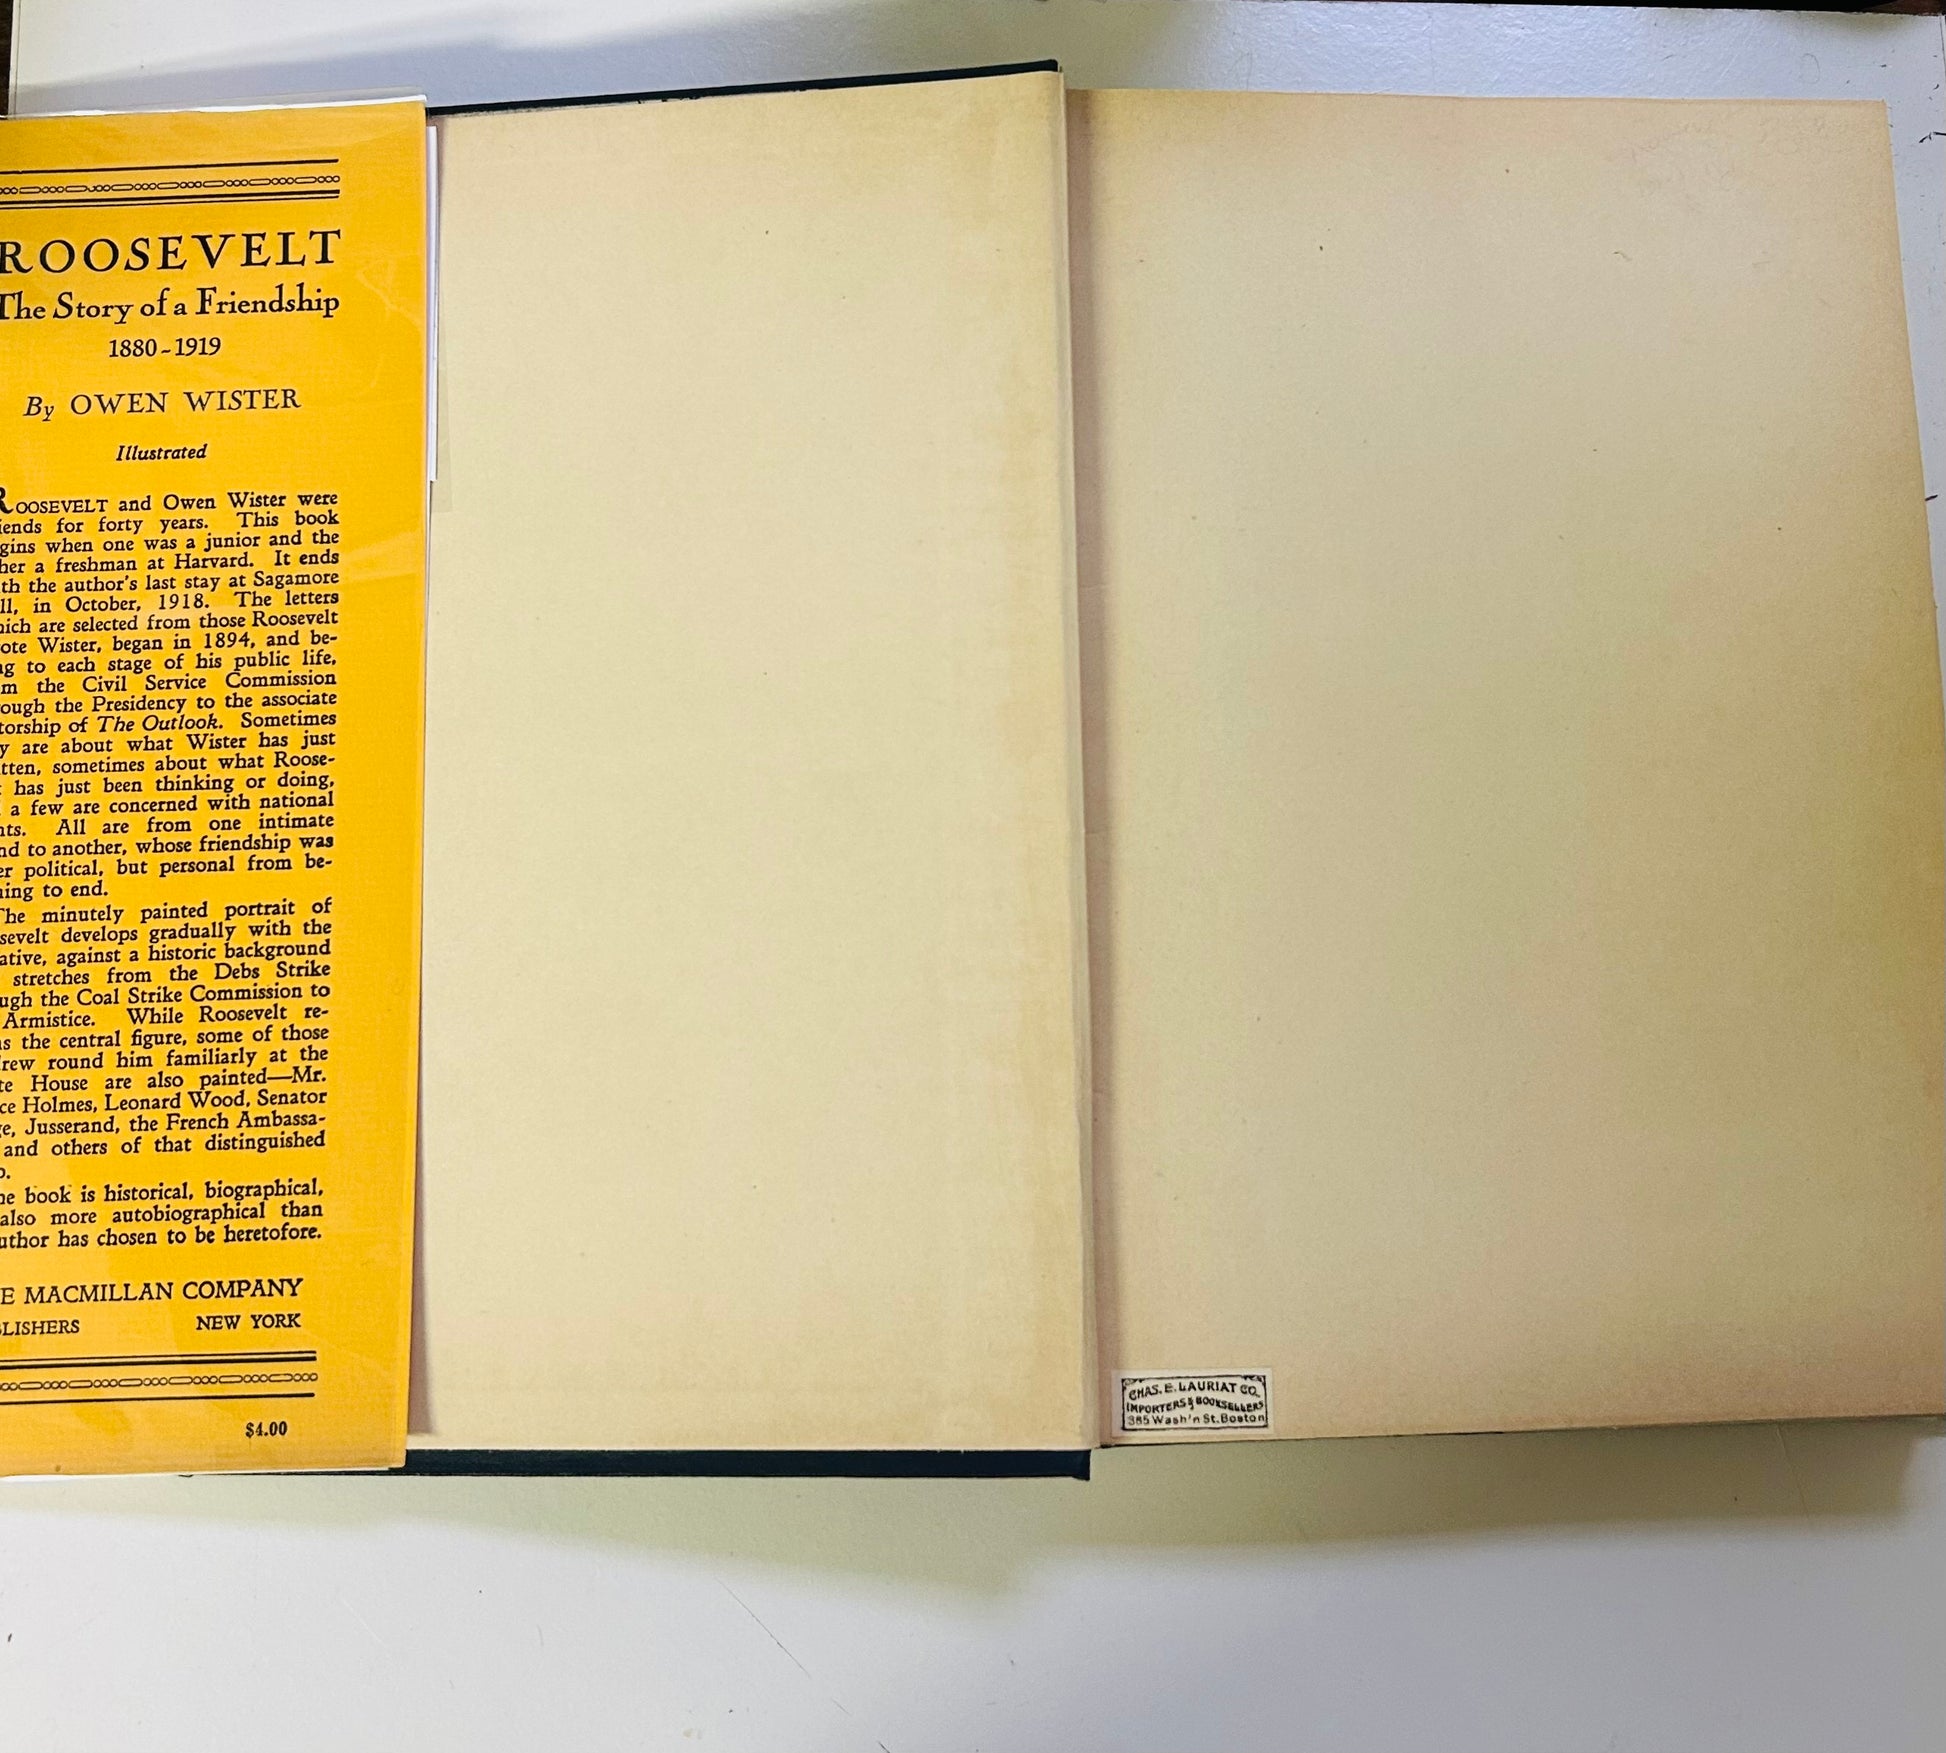 ROOSEVELT
The Story of a Friendship
1880-1919
By OWEN WISTER
Illustrated
ROOSEVELT and Owen Wister were
iends for forty years. This book
gins when one was a junior and the
her a freshman at Harvard. It ends
th the author's last stay at Sagamore
ll, in October, 1918. The letters
hich are selected from those Roosevelt
ote Wister, began in 1894, and be-
ng to each stage of his public life,
m the Civil Service Commission
ough the Presidency to the associate
torship of The Outlook. Sometimes
y are about what Wister has just
tten, sometimes about what Roose-
t has just been thinking or doing,
a few are concerned with national
nts. All are from one intimate
nd to another, whose friendship was
er political, but personal from be-
ning to end.
The minutely painted portrait of
sevelt develops gradually with the
ative, against a historic background
stretches from the Debs Strike
ugh the Coal Strike Commission to
Armistice. While Roosevelt re-
ns the central figure, some of those
drew round him familiarly at the
te House are also painted—Mr.
ce Holmes, Leonard Wood, Senator
ge, Jusserand, the French Ambassa-
and others of that distinguished
p.
he book is historical, biographical,
also more autobiographical than
uthor has chosen to be heretofore.
E MACMILLAN COMPANY
BLISHERS NEW YORK
$4.00
CHAS. E. LAURIAT CO.
IMPORTERS & BOOKSELLERS
385 Wash'n St. Boston